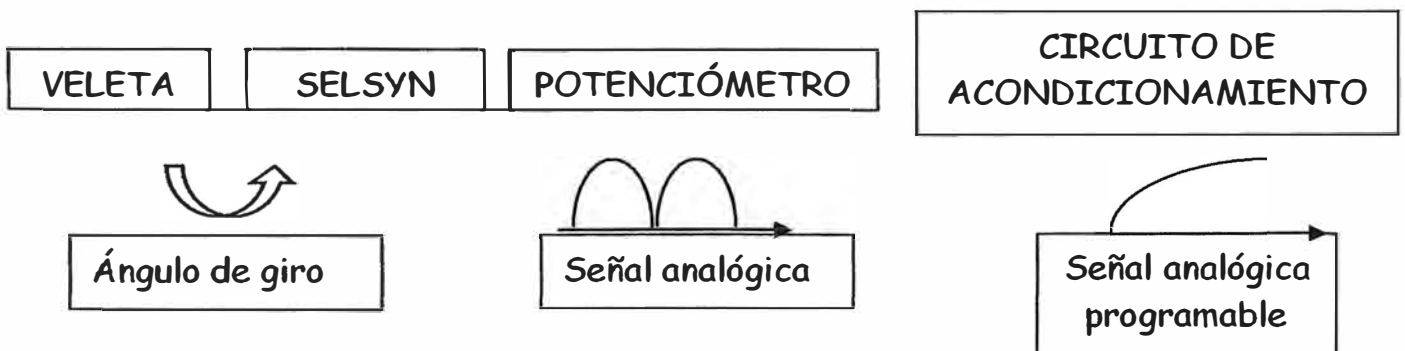 VELETA
SELSYN
POTENCIÓMETRO
CIRCUITO DE
ACONDICIONAMIENTO
Ángulo de giro
Señal analógica
Señal analógica
programable